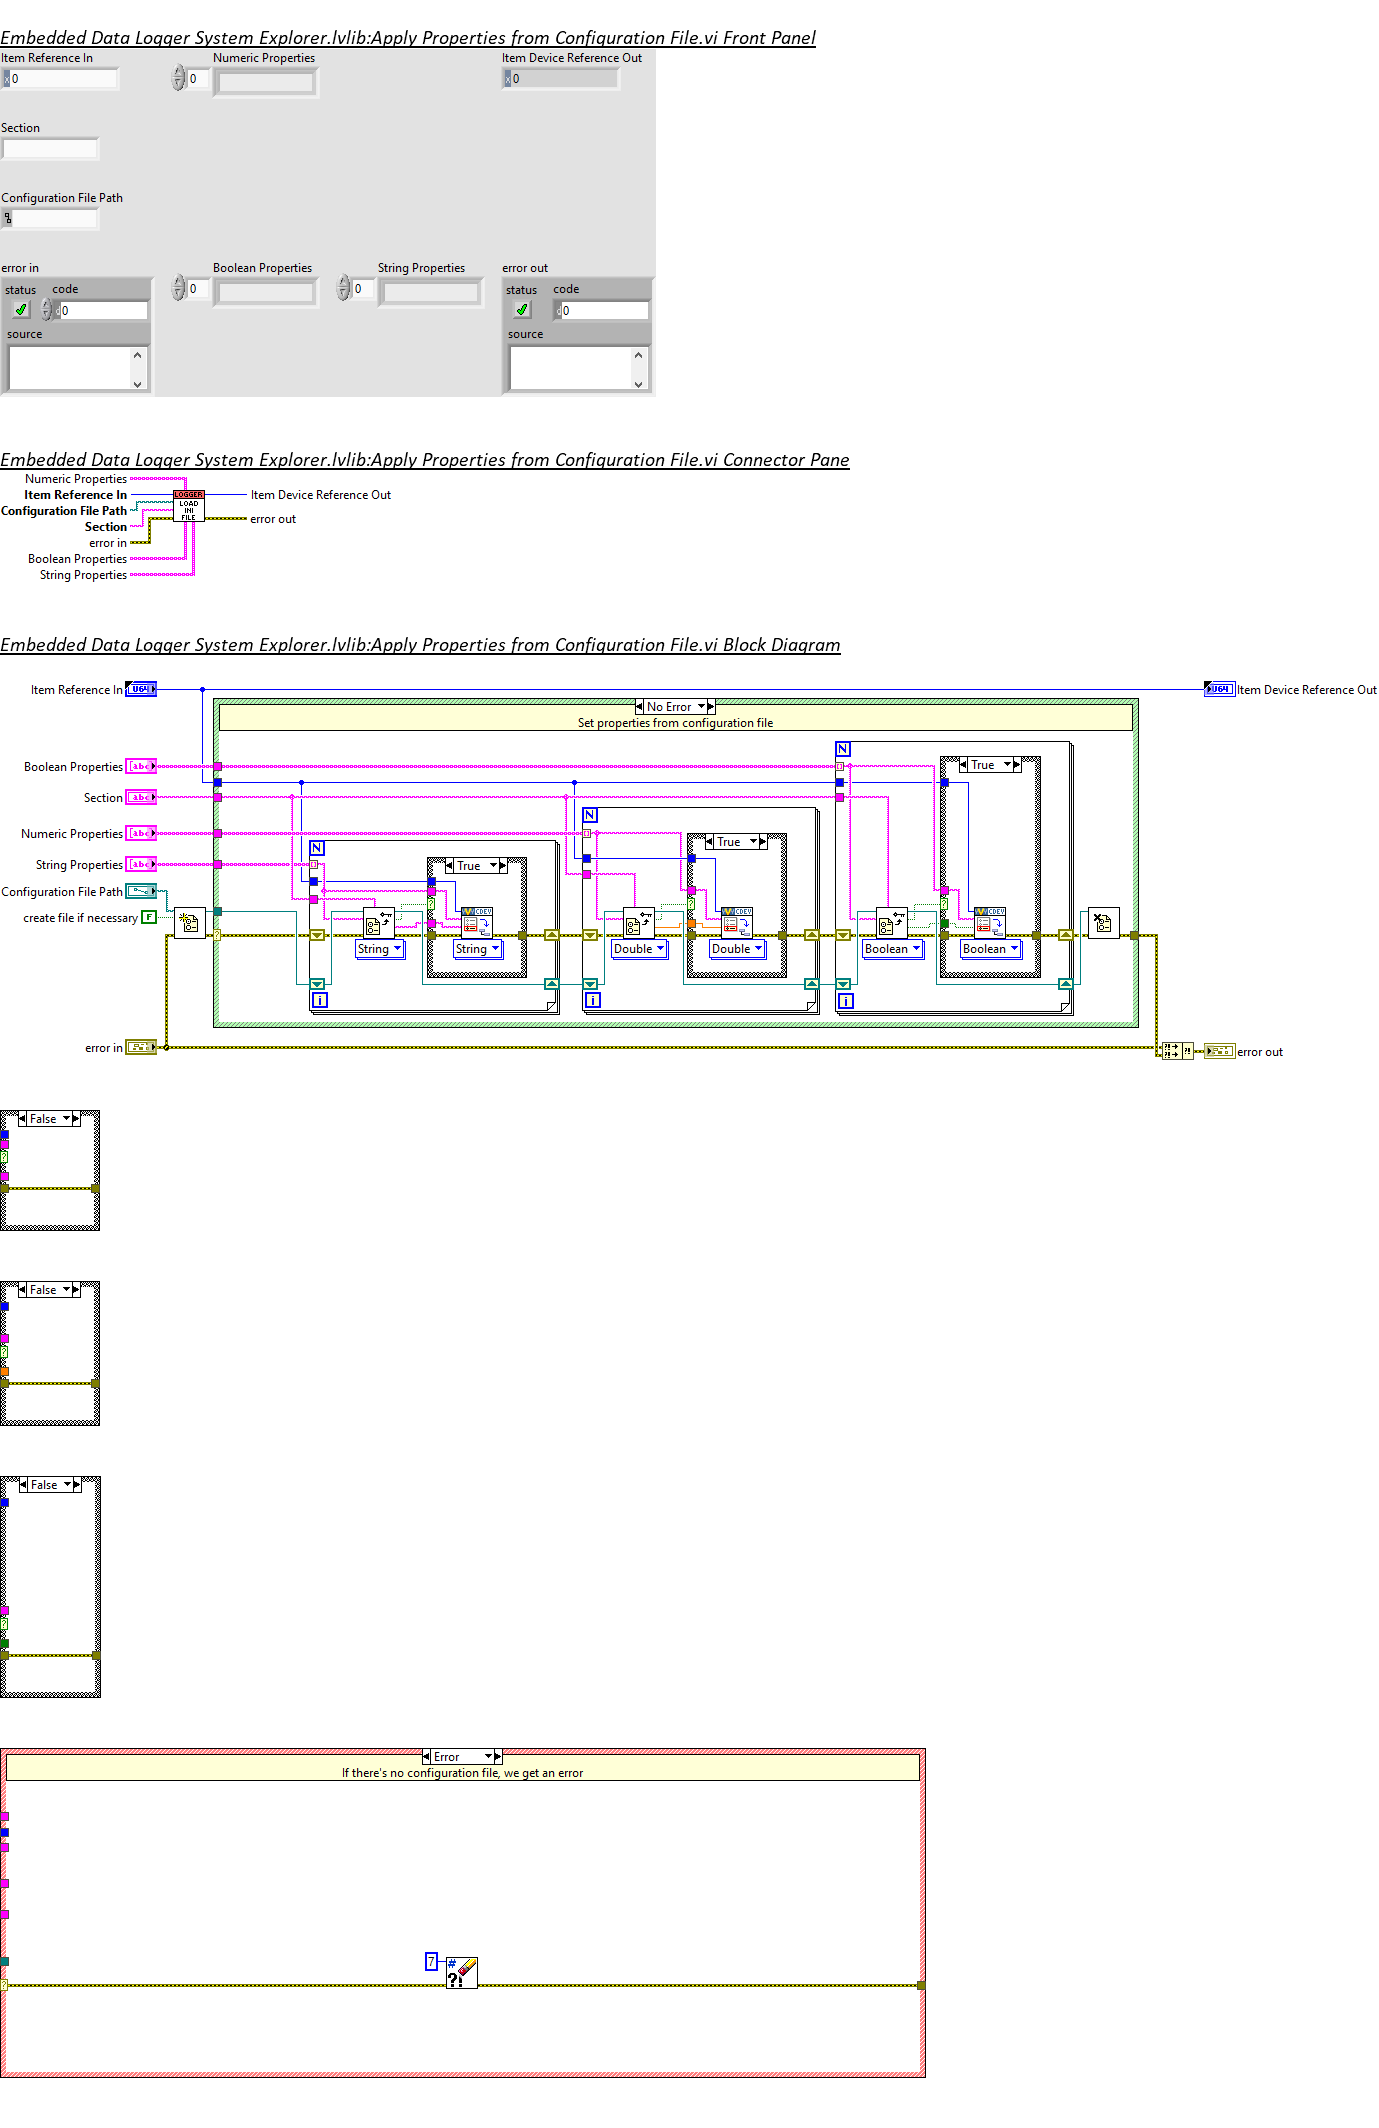 Embedded Data Logger System Explorer.lvlib:Apply Properties from Configuration File.vi Front Panel
Item Reference In
Numeric Properties
Item Device Reference Out
x 0
0
x 0
Section
Configuration File Path
error in
Boolean Properties
String Properties
error out
status code
0
0
status code
d 0
d 0
source
source
Embedded Data Logger System Explorer.lvlib:Apply Properties from Configuration File.vi Connector Pane
Numeric Properties
Item Reference In
LOGGER
Item Device Reference Out
Configuration File Path
LOAD
INI
FILE
Section
error out
error in
Boolean Properties
String Properties
Embedded Data Logger System Explorer.lvlib:Apply Properties from Configuration File.vi Block Diagram
Item Reference In
U64
U64
Item Device Reference Out
No Error
Set properties from configuration file
N
True
Boolean Properties
[abc]
Section
abc
N
Numeric Properties
[abc]
True
N
String Properties
[abc]
True
Configuration File Path
create file if necessary
F
?
CDEV
?
CDEV
?
CDEV
?
String
String
Double
Double
Boolean
Boolean
i
i
i
error in
?!
?!
?!
error out
False
?
False
?
False
?
Error
If there's no configuration file, we get an error
7
#
?!
?